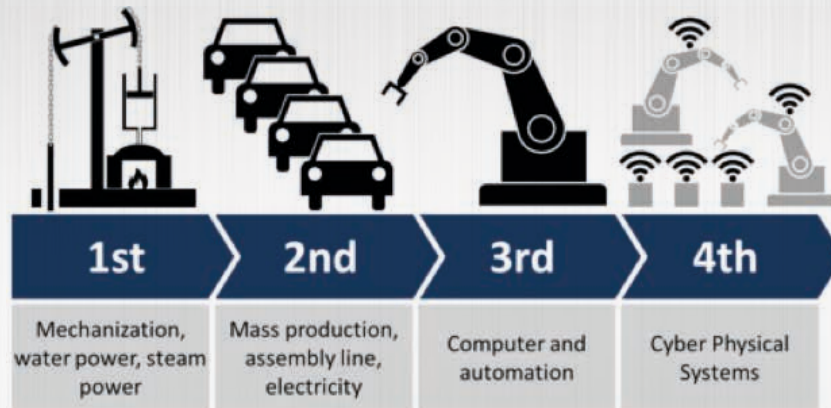 1st
2nd
3rd
4th
Mechanization,
water power, steam
power
Mass production,
assembly line,
electricity
Computer and
automation
Cyber Physical
Systems